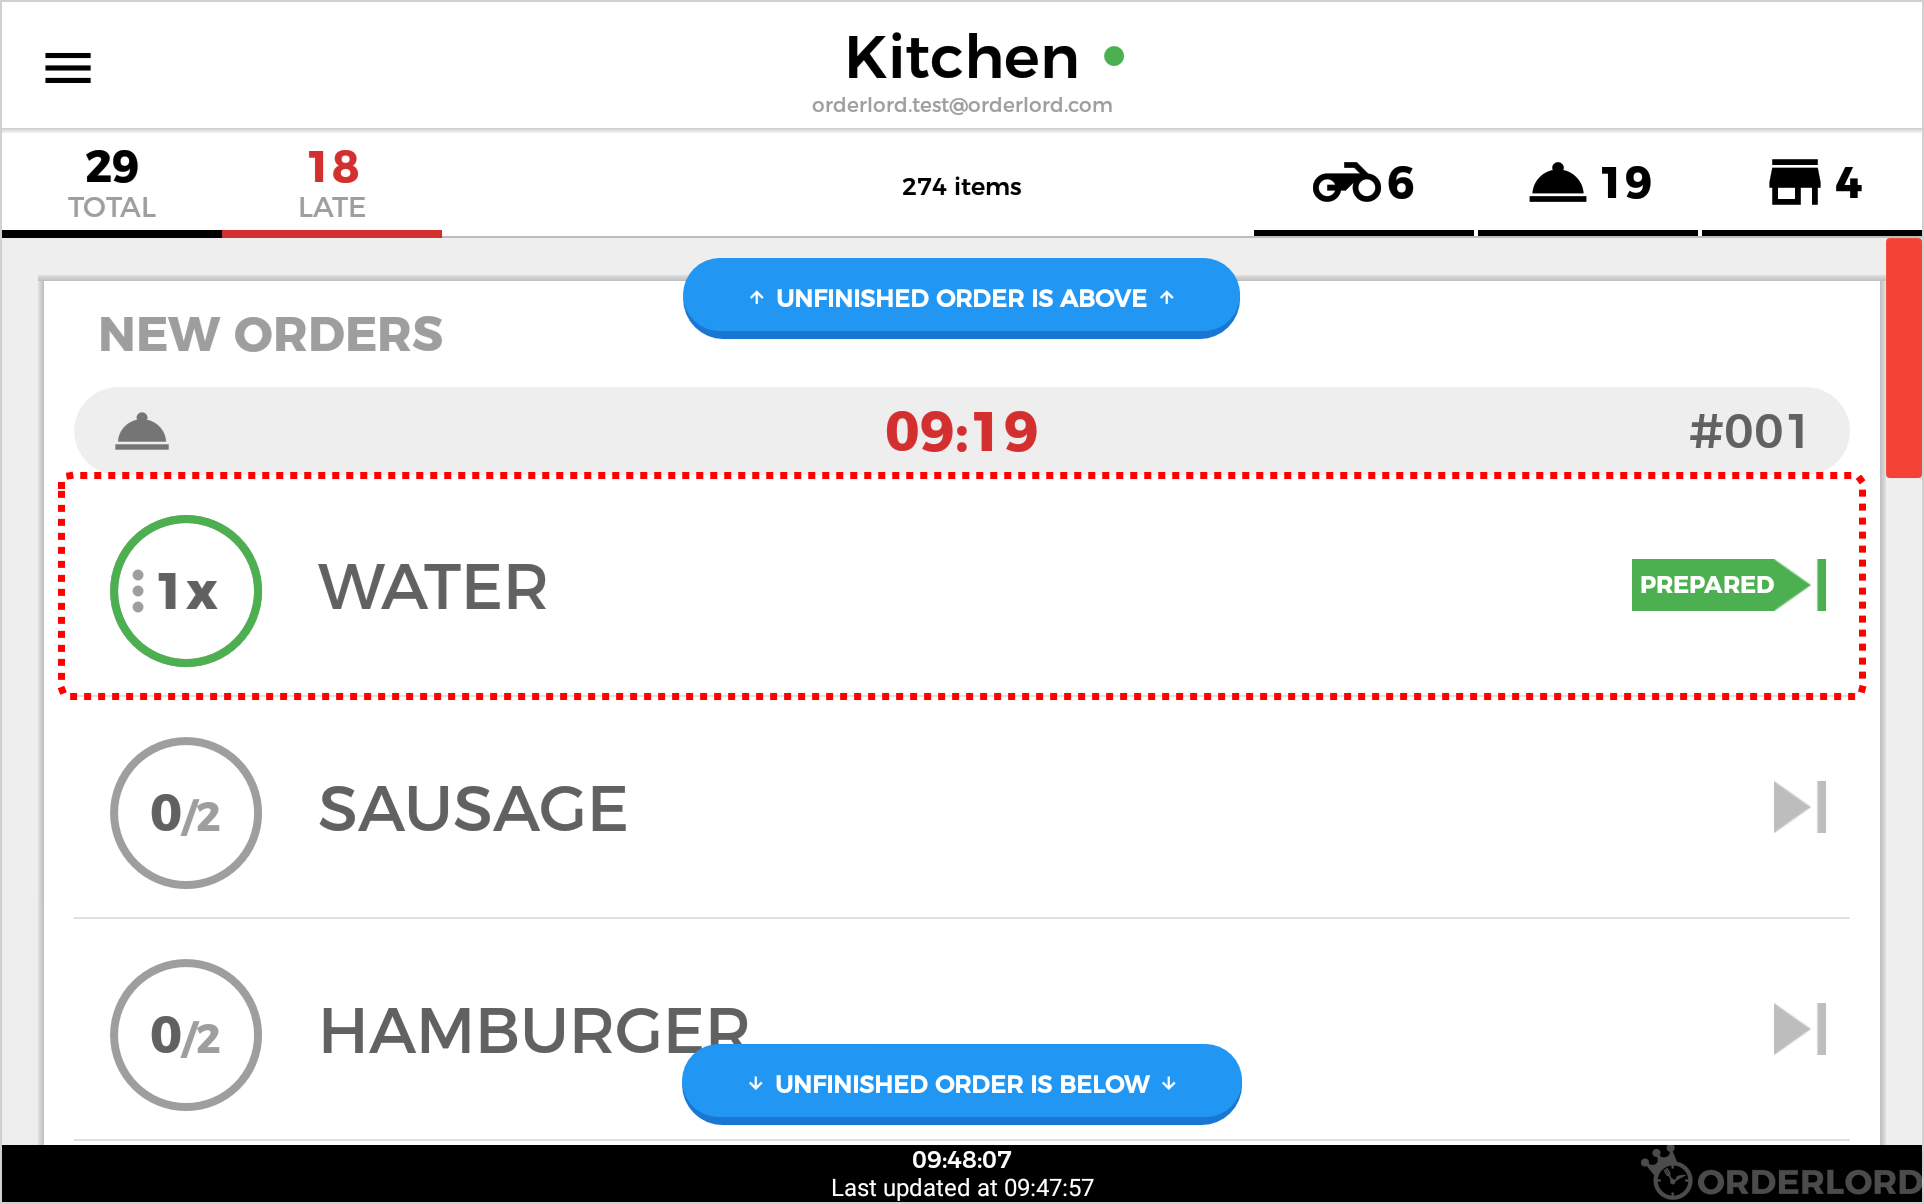 Kitchen
orderlord.test@orderlord.com
29
TOTAL
18
LATE
274 items
6
19
4
↑ UNFINISHED ORDER IS ABOVE ↑
NEW ORDERS
09:19
#001
1x
WATER
PREPARED
0/2
SAUSAGE
0/2
HAMBURGER
↓ UNFINISHED ORDER IS BELOW ↓
09:48:07
Last updated at 09:47:57
ORDERLORD